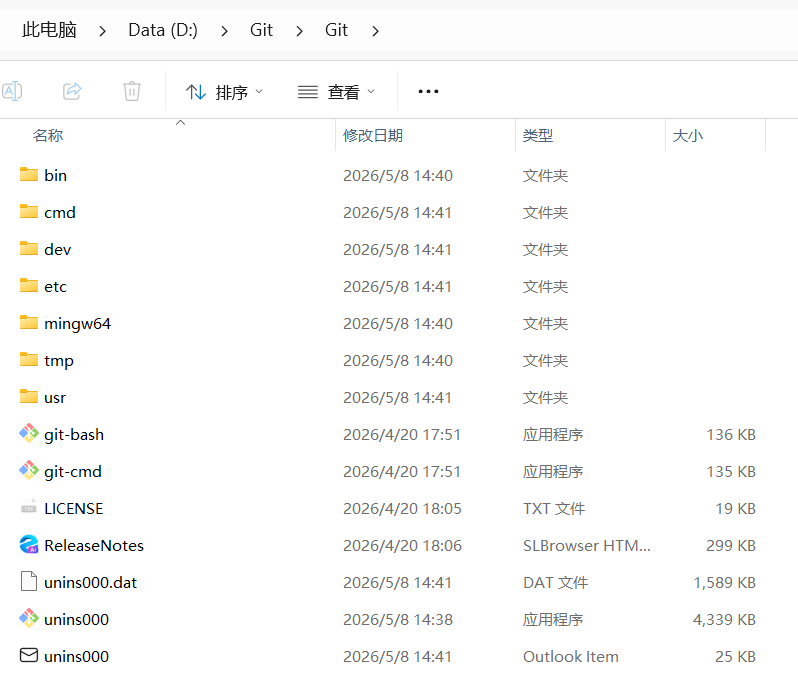 此电脑 > Data (D:) > Git > Git >
排序 查看 •••
名称 修改日期 类型 大小
bin 2026/5/8 14:40 文件夹
cmd 2026/5/8 14:41 文件夹
dev 2026/5/8 14:41 文件夹
etc 2026/5/8 14:41 文件夹
mingw64 2026/5/8 14:40 文件夹
tmp 2026/5/8 14:40 文件夹
usr 2026/5/8 14:41 文件夹
git-bash 2026/4/20 17:51 应用程序 136 KB
git-cmd 2026/4/20 17:51 应用程序 135 KB
LICENSE 2026/4/20 18:05 TXT 文件 19 KB
ReleaseNotes 2026/4/20 18:06 SLBrowser HTM... 299 KB
unins000.dat 2026/5/8 14:41 DAT 文件 1,589 KB
unins000 2026/5/8 14:38 应用程序 4,339 KB
unins000 2026/5/8 14:41 Outlook Item 25 KB